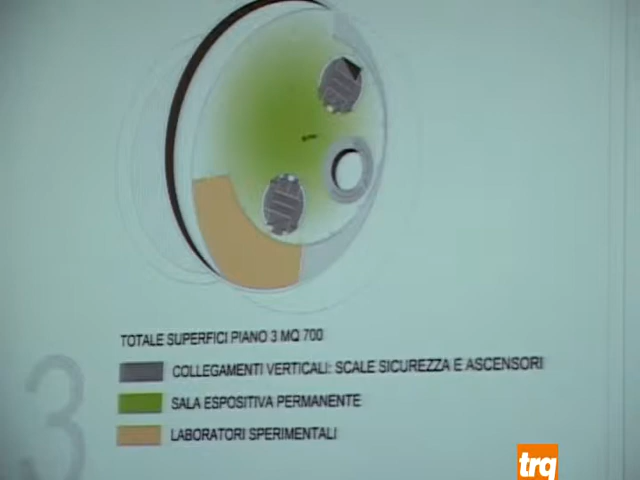 TOTALE SUPERFICI PIANO 3 MQ 700
3
COLLEGAMENTI VERTICALI: SCALE SICUREZZA E ASCENSORI
SALA ESPOSITIVA PERMANENTE
LABORATORI SPERIMENTALI
trq